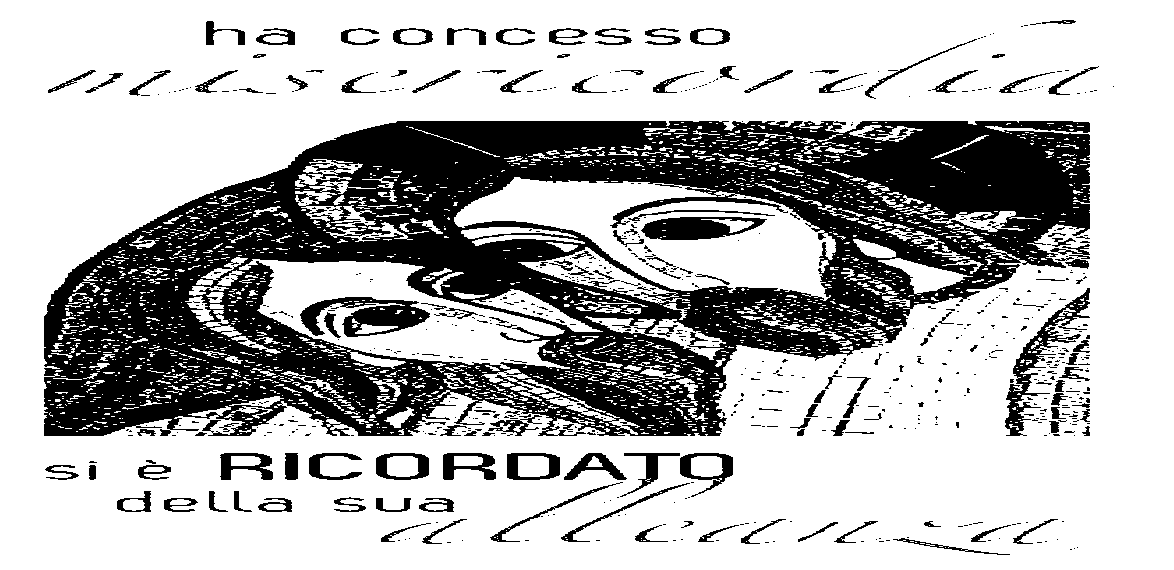 ha concesso
misericordia
si è RICORDATO
della sua
alleanza